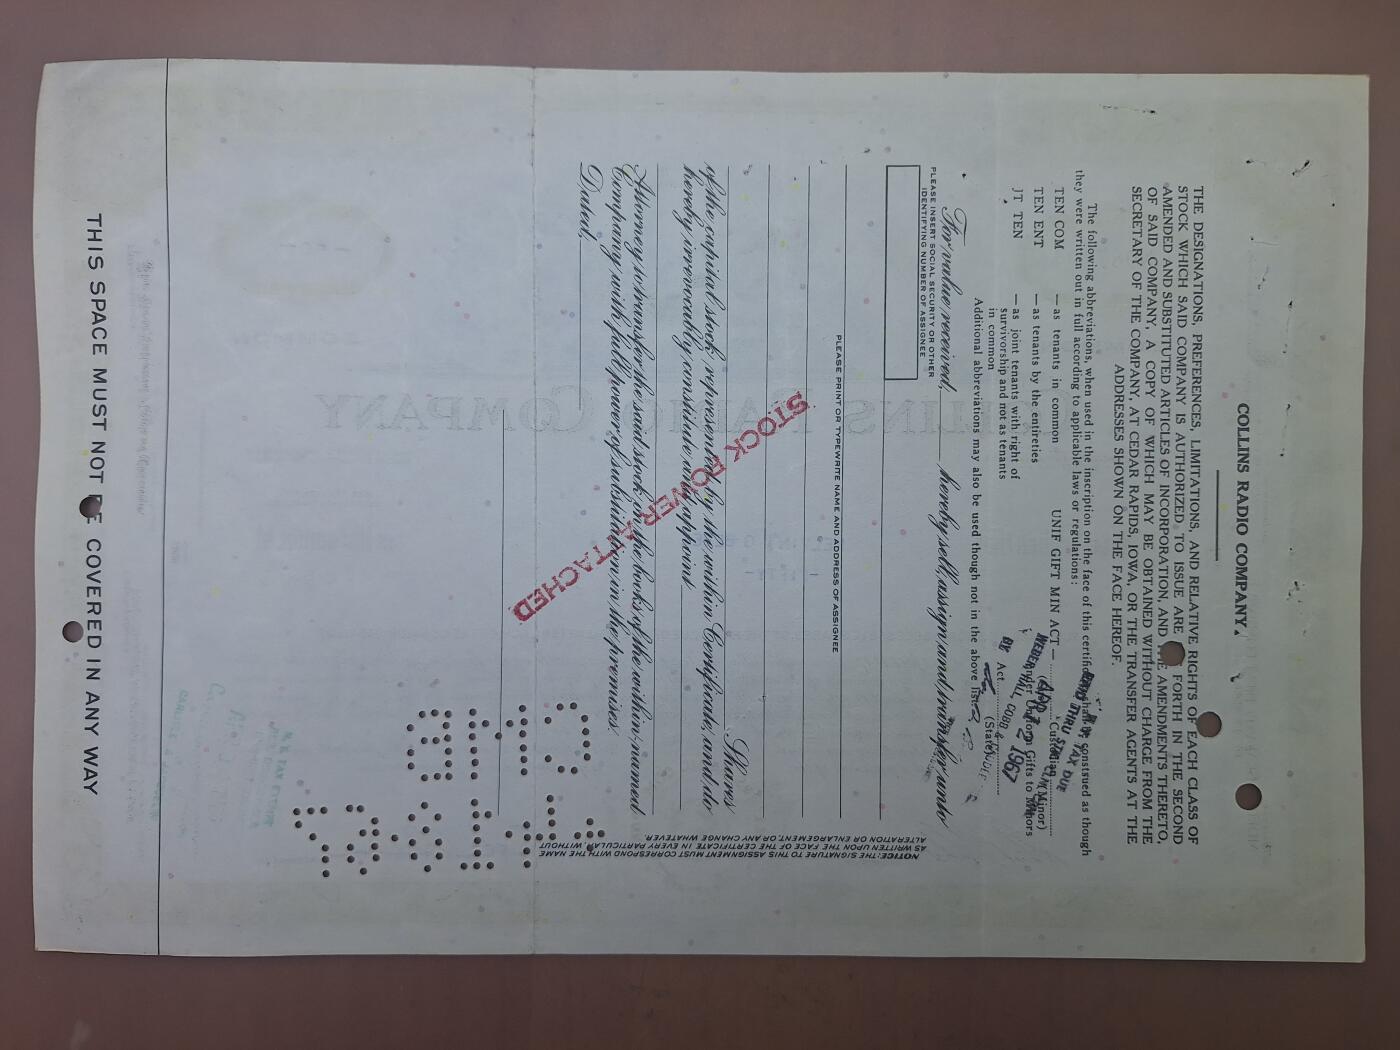 COLLINS RADIO COMPANY
THE DESIGNATIONS, PREFERENCES, LIMITATIONS, AND RELATIVE RIGHTS OF EACH CLASS OF
STOCK WHICH SAID COMPANY IS AUTHORIZED TO ISSUE ARE FORTH IN THE SECOND
AMENDED AND SUBSTITUTED ARTICLES OF INCORPORATION, AND THE AMENDMENTS THERETO,
OF SAID COMPANY, A COPY OF WHICH MAY BE OBTAINED WITHOUT CHARGE FROM THE
SECRETARY OF THE COMPANY, AT CEDAR RAPIDS, IOWA, OR THE TRANSFER AGENTS AT THE
ADDRESSES SHOWN ON THE FACE HEREOF.
The following abbreviations, when used in the inscription on the face of this certificate, shall be construed as though
they were written out in full according to applicable laws or regulations:
TEN COM — as tenants in common UNIF GIFT MIN ACT — Custodian
(Minor)
TEN ENT — as tenants by the entireties under Uniform Gifts to Minors
JT TEN — as joint tenants with right of Act
survivorship and not as tenants (State)
in common
Additional abbreviations may also be used though not in the above list.
TAX DUE
1967
For value received, hereby sell, assign and transfer unto
PLEASE INSERT SOCIAL SECURITY OR OTHER
IDENTIFYING NUMBER OF ASSIGNEE
PLEASE PRINT OR TYPEWRITE NAME AND ADDRESS OF ASSIGNEE
Shares
of the capital stock represented by the within Certificate, and do
hereby irrevocably constitute and appoint
Attorney to transfer the said stock on the books of the within-named
Company with full power of substitution in the premises.
Dated,
STOCK POWER ATTACHED
NOTICE: THE SIGNATURE TO THIS ASSIGNMENT MUST CORRESPOND WITH THE NAME
AS WRITTEN UPON THE FACE OF THE CERTIFICATE IN EVERY PARTICULAR, WITHOUT
ALTERATION OR ENLARGEMENT, OR ANY CHANGE WHATEVER.
THIS SPACE MUST NOT BE COVERED IN ANY WAY